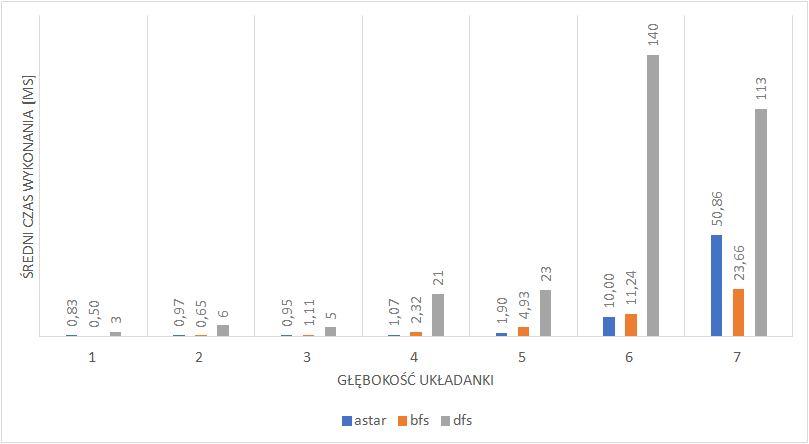 ŚREDNI CZAS WYKONANIA [MS]
0,83 0,50 3
0,97 0,65 6
0,95 1,11 5
1,07 2,32 21
1,90 4,93 23
10,00 11,24 140
50,86 23,66 113
1 2 3 4 5 6 7
GŁĘBOKOŚĆ UKŁADANKI
astar bfs dfs